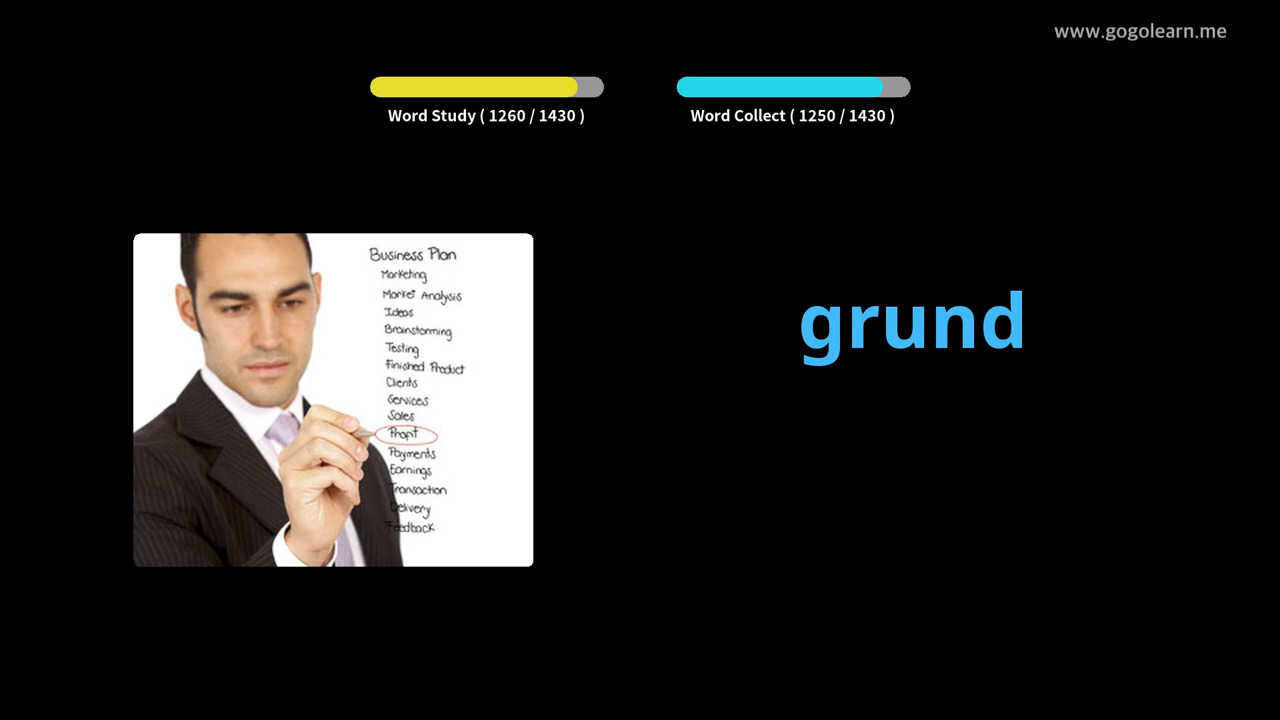 www.gogolearn.me
Word Study ( 1260 / 1430 )
Word Collect ( 1250 / 1430 )
Business Plan
Marketing
Market Analysis
Ideas
Brainstorming
Testing
Finished Product
Clients
Services
Sales
Profit
Payments
Earnings
Transaction
Delivery
Feedback
grund